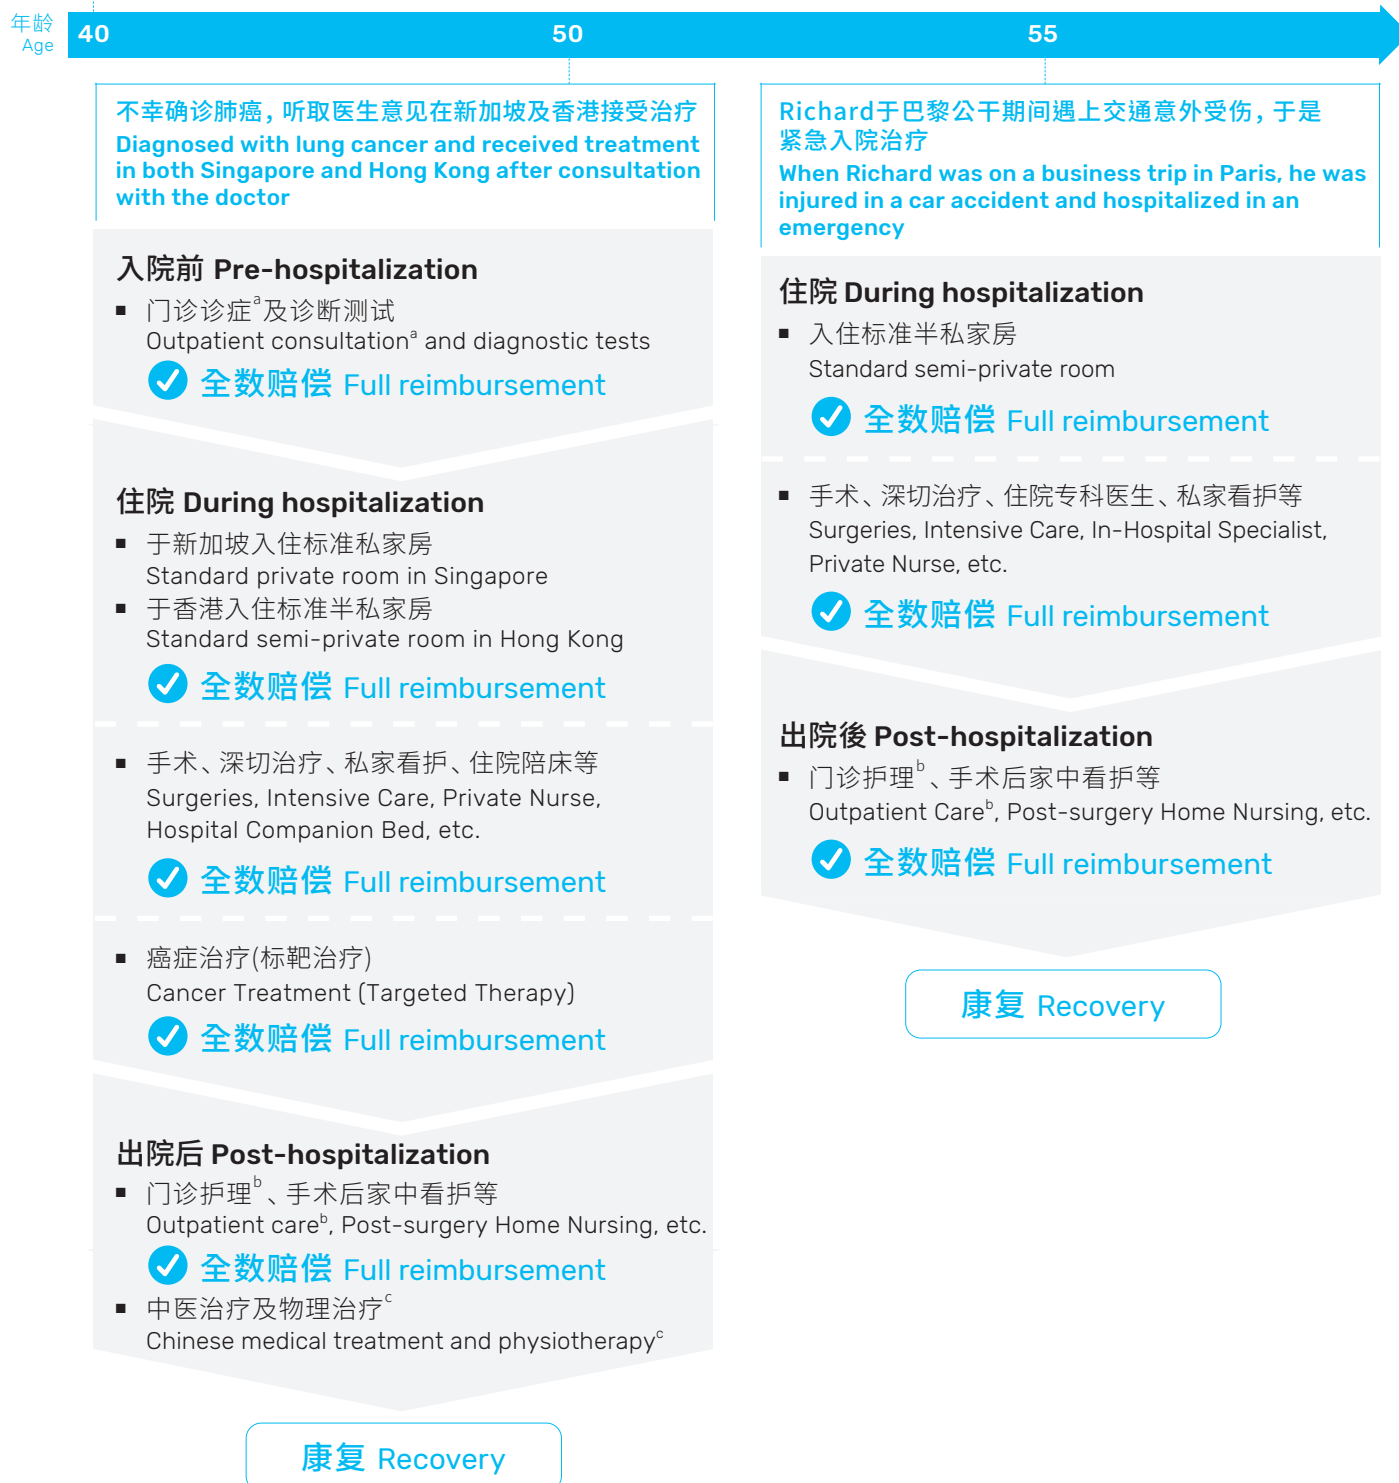 年龄
Age
40
50
55
不幸确诊肺癌，听取医生意见在新加坡及香港接受治疗
Diagnosed with lung cancer and received treatment
in both Singapore and Hong Kong after consultation
with the doctor
入院前 Pre-hospitalization
■ 门诊诊症a及诊断测试
Outpatient consultationa and diagnostic tests
全数赔偿 Full reimbursement
住院 During hospitalization
■ 于新加坡入住标准私家房
Standard private room in Singapore
■ 于香港入住标准半私家房
Standard semi-private room in Hong Kong
全数赔偿 Full reimbursement
■ 手术、深切治疗、私家看护、住院陪床等
Surgeries, Intensive Care, Private Nurse,
Hospital Companion Bed, etc.
全数赔偿 Full reimbursement
■ 癌症治疗(标靶治疗)
Cancer Treatment (Targeted Therapy)
全数赔偿 Full reimbursement
出院后 Post-hospitalization
■ 门诊护理b、手术后家中看护等
Outpatient careb, Post-surgery Home Nursing, etc.
全数赔偿 Full reimbursement
■ 中医治疗及物理治疗c
Chinese medical treatment and physiotherapyc
康复 Recovery
Richard于巴黎公干期间遇上交通意外受伤，于是
紧急入院治疗
When Richard was on a business trip in Paris, he was
injured in a car accident and hospitalized in an
emergency
住院 During hospitalization
■ 入住标准半私家房
Standard semi-private room
全数赔偿 Full reimbursement
■ 手术、深切治疗、住院专科医生、私家看护等
Surgeries, Intensive Care, In-Hospital Specialist,
Private Nurse, etc.
全数赔偿 Full reimbursement
出院後 Post-hospitalization
■ 门诊护理b、手术后家中看护等
Outpatient Careb, Post-surgery Home Nursing, etc.
全数赔偿 Full reimbursement
康复 Recovery